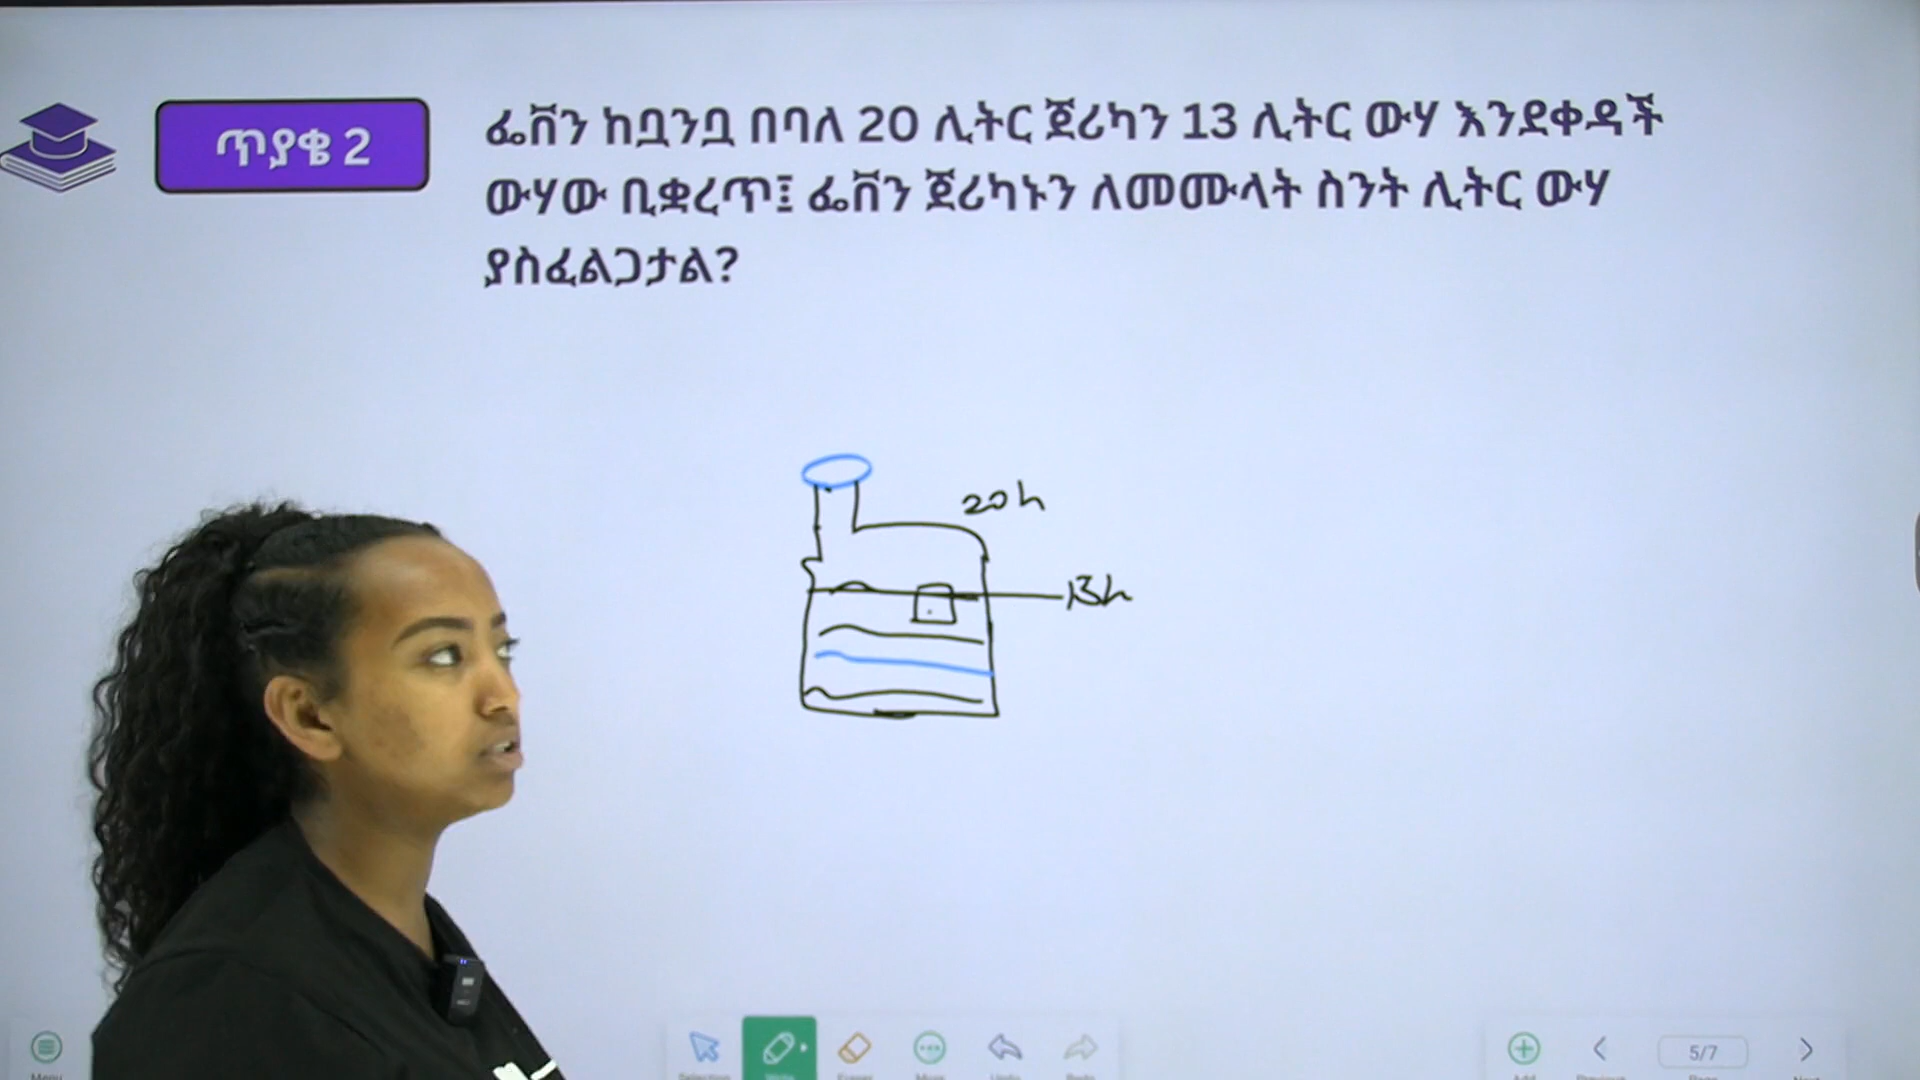 ጥያቄ 2
ፌቨን ከቧንቧ በባለ 20 ሊትር ጀሪካን 13 ሊትር ውሃ እንደቀዳች
ውሃው ቢቋረጥ፤ ፌቨን ጀሪካኑን ለመሙላት ስንት ሊትር ውሃ
ያስፈልጋታል?
20 ሊ
13 ሊ
5/7